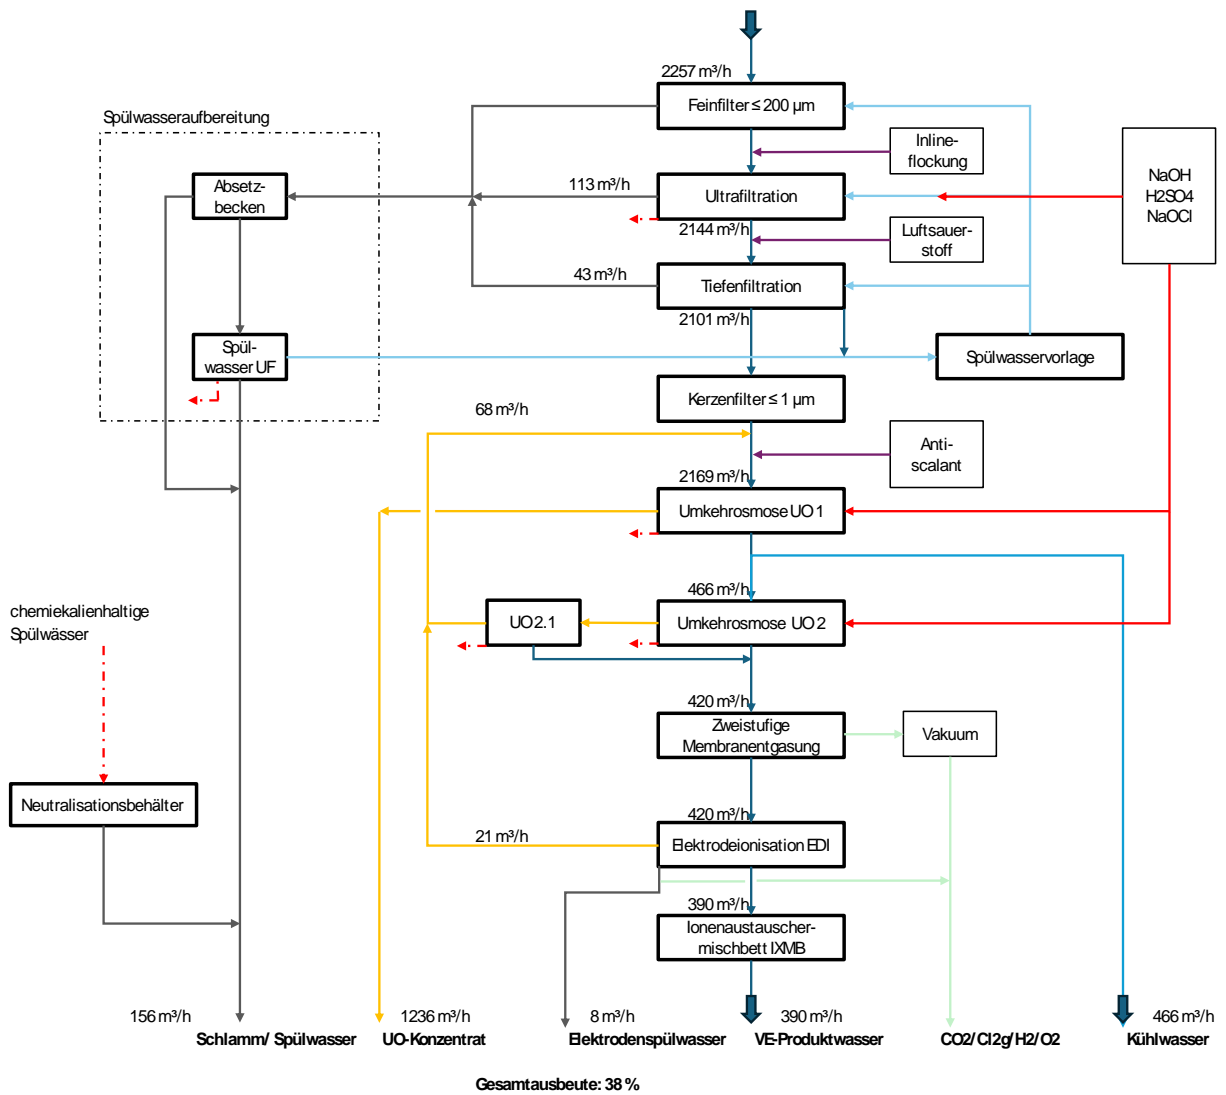 2257 m³/h
Feinfilter ≤ 200 µm
Spülwasseraufbereitung
Inline-
flockung
NaOH
H2SO4
NaOCl
Absetz-
becken
113 m³/h
Ultrafiltration
2144 m³/h
Luftsauer-
stoff
43 m³/h
Tiefenfiltration
2101 m³/h
Spül-
wasser UF
Spülwasservorlage
Kerzenfilter ≤ 1 µm
68 m³/h
Anti-
scalant
2169 m³/h
Umkehrosmose UO 1
466 m³/h
chemiekalienhaltige
Spülwässer
UO 2.1
Umkehrosmose UO 2
420 m³/h
Zweistufige
Membranentgasung
Vakuum
Neutralisationsbehälter
420 m³/h
21 m³/h
Elektrodeionisation EDI
390 m³/h
Ionenaustauscher-
mischbett IXMB
156 m³/h
1236 m³/h
8 m³/h
390 m³/h
466 m³/h
Schlamm/ Spülwasser
UO-Konzentrat
Elektrodenspülwasser
VE-Produktwasser
CO2/Cl2g/H2/O2
Kühlwasser
Gesamtausbeute: 38 %